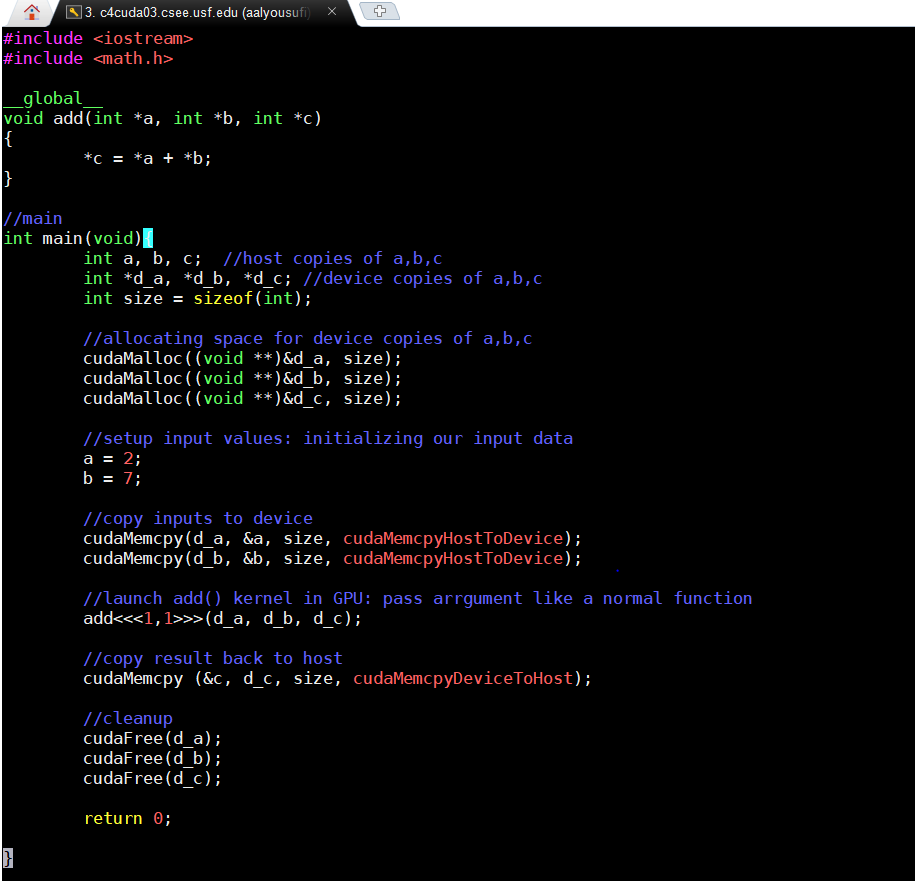 3. c4cuda03.csee.usf.edu (aalyousufi)
#include <iostream>
#include <math.h>
__global__
void add(int *a, int *b, int *c)
{
*c = *a + *b;
}
//main
int main(void){
int a, b, c;  //host copies of a,b,c
int *d_a, *d_b, *d_c; //device copies of a,b,c
int size = sizeof(int);
//allocating space for device copies of a,b,c
cudaMalloc((void **)&d_a, size);
cudaMalloc((void **)&d_b, size);
cudaMalloc((void **)&d_c, size);
//setup input values: initializing our input data
a = 2;
b = 7;
//copy inputs to device
cudaMemcpy(d_a, &a, size, cudaMemcpyHostToDevice);
cudaMemcpy(d_b, &b, size, cudaMemcpyHostToDevice);
//launch add() kernel in GPU: pass arrgument like a normal function
add<<<1,1>>>(d_a, d_b, d_c);
//copy result back to host
cudaMemcpy (&c, d_c, size, cudaMemcpyDeviceToHost);
//cleanup
cudaFree(d_a);
cudaFree(d_b);
cudaFree(d_c);
return 0;
}